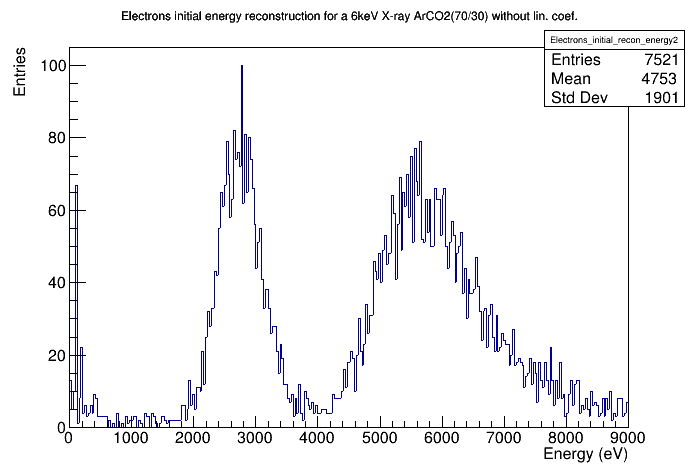 Electrons initial energy reconstruction for a 6keV X-ray ArCO2(70/30) without lin. coef.
Electrons_initial_recon_energy2
Entries 7521
Mean 4753
Std Dev 1901
Entries
100
80
60
40
20
0
0 1000 2000 3000 4000 5000 6000 7000 8000 9000
Energy (eV)